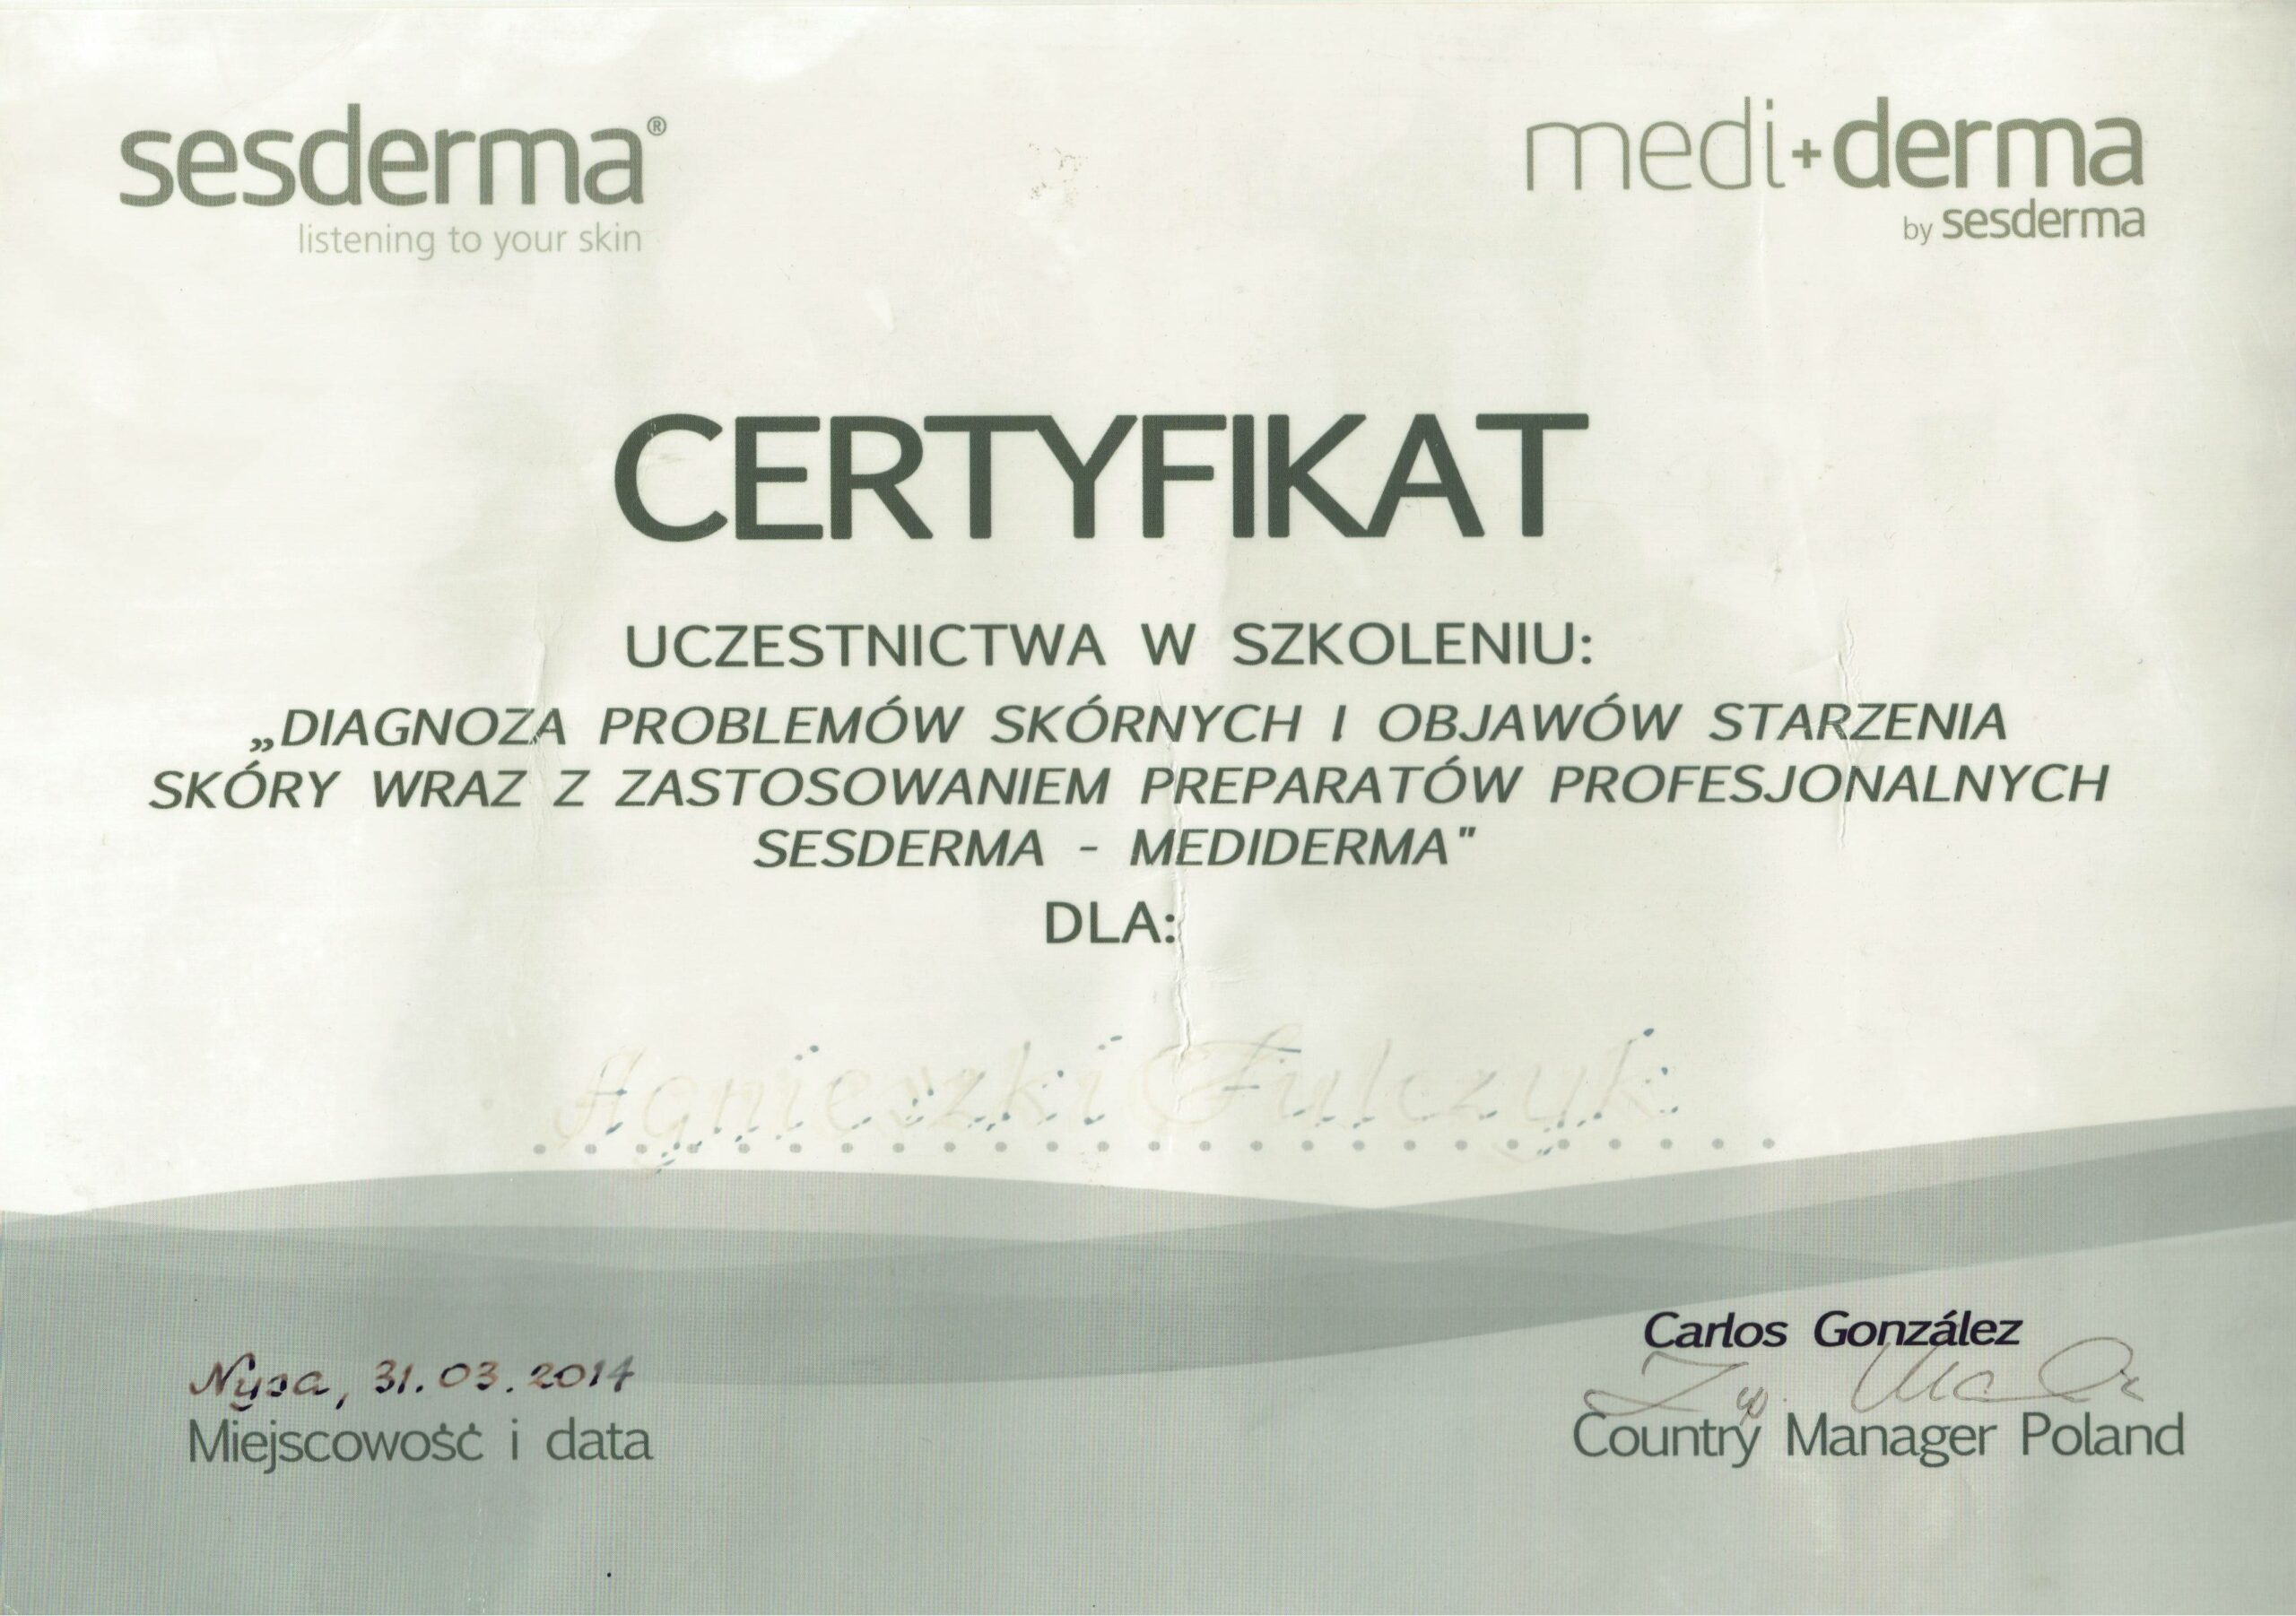 sesderma®
listening to your skin
medi+derma
by sesderma
CERTYFIKAT
UCZESTNICTWA W SZKOLENIU:
„DIAGNOZA PROBLEMÓW SKÓRNYCH I OBJAWÓW STARZENIA
SKÓRY WRAZ Z ZASTOSOWANIEM PREPARATÓW PROFESJONALNYCH
SESDERMA - MEDIDERMA"
DLA:
Agnieszki Fulczyk
Nysa, 31.03.2014
Miejscowość i data
Carlos González
Country Manager Poland